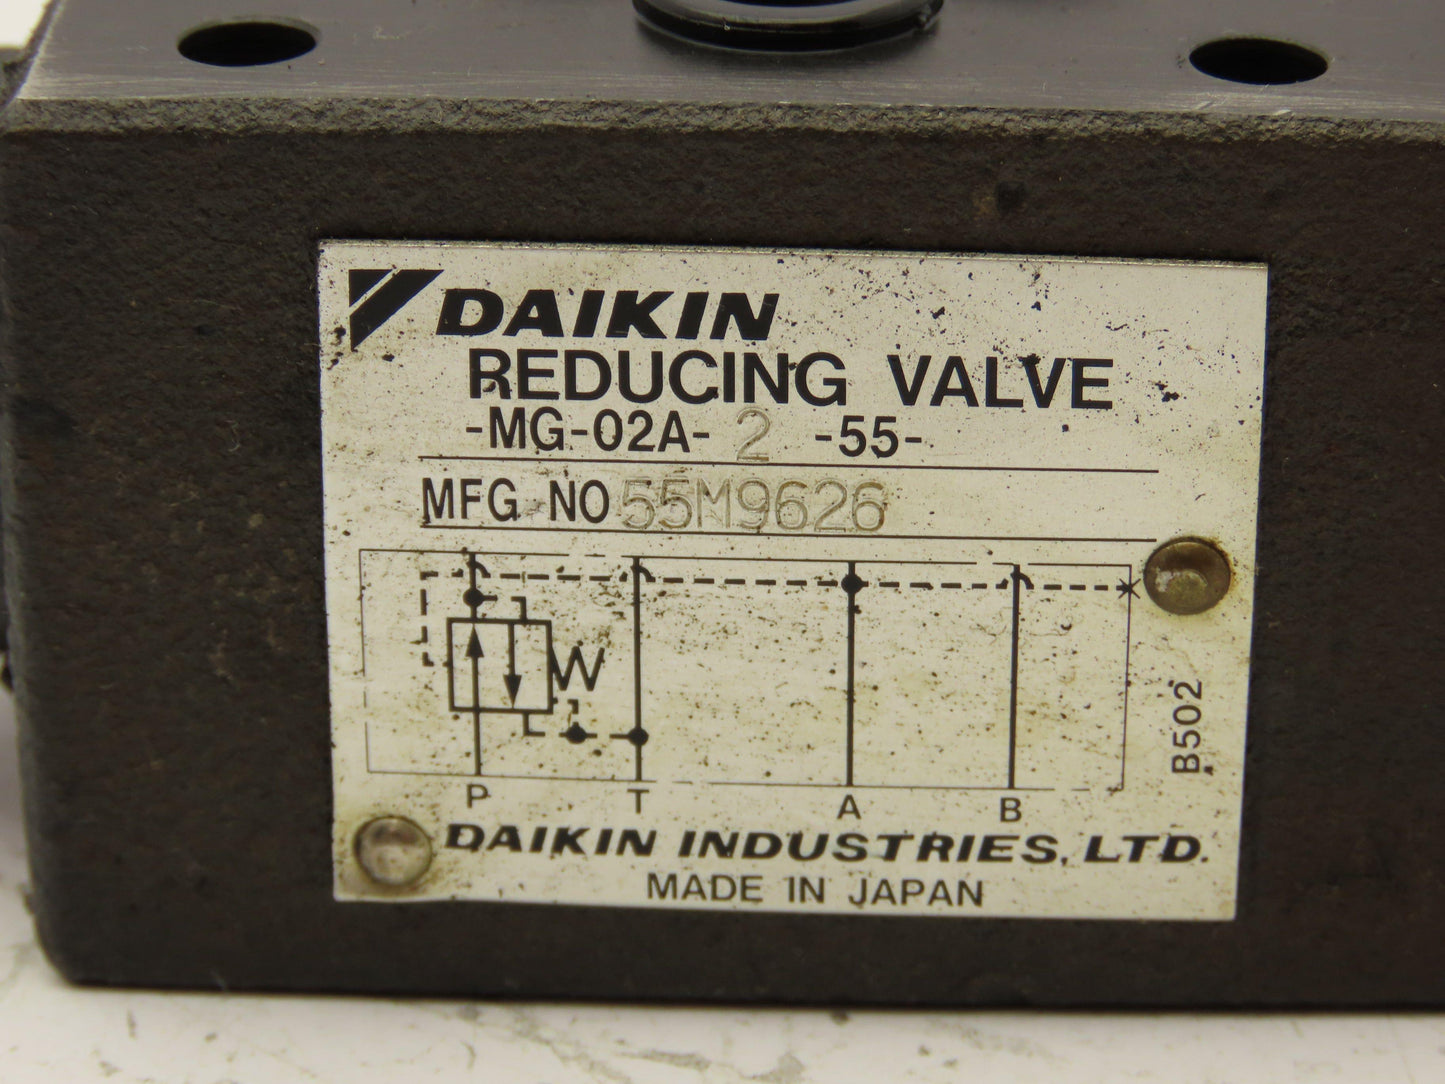 DAIKIN
REDUCING VALVE
-MG-02A- 2 -55-
MFG NO 55M9626
P T A B
B502
DAIKIN INDUSTRIES, LTD.
MADE IN JAPAN